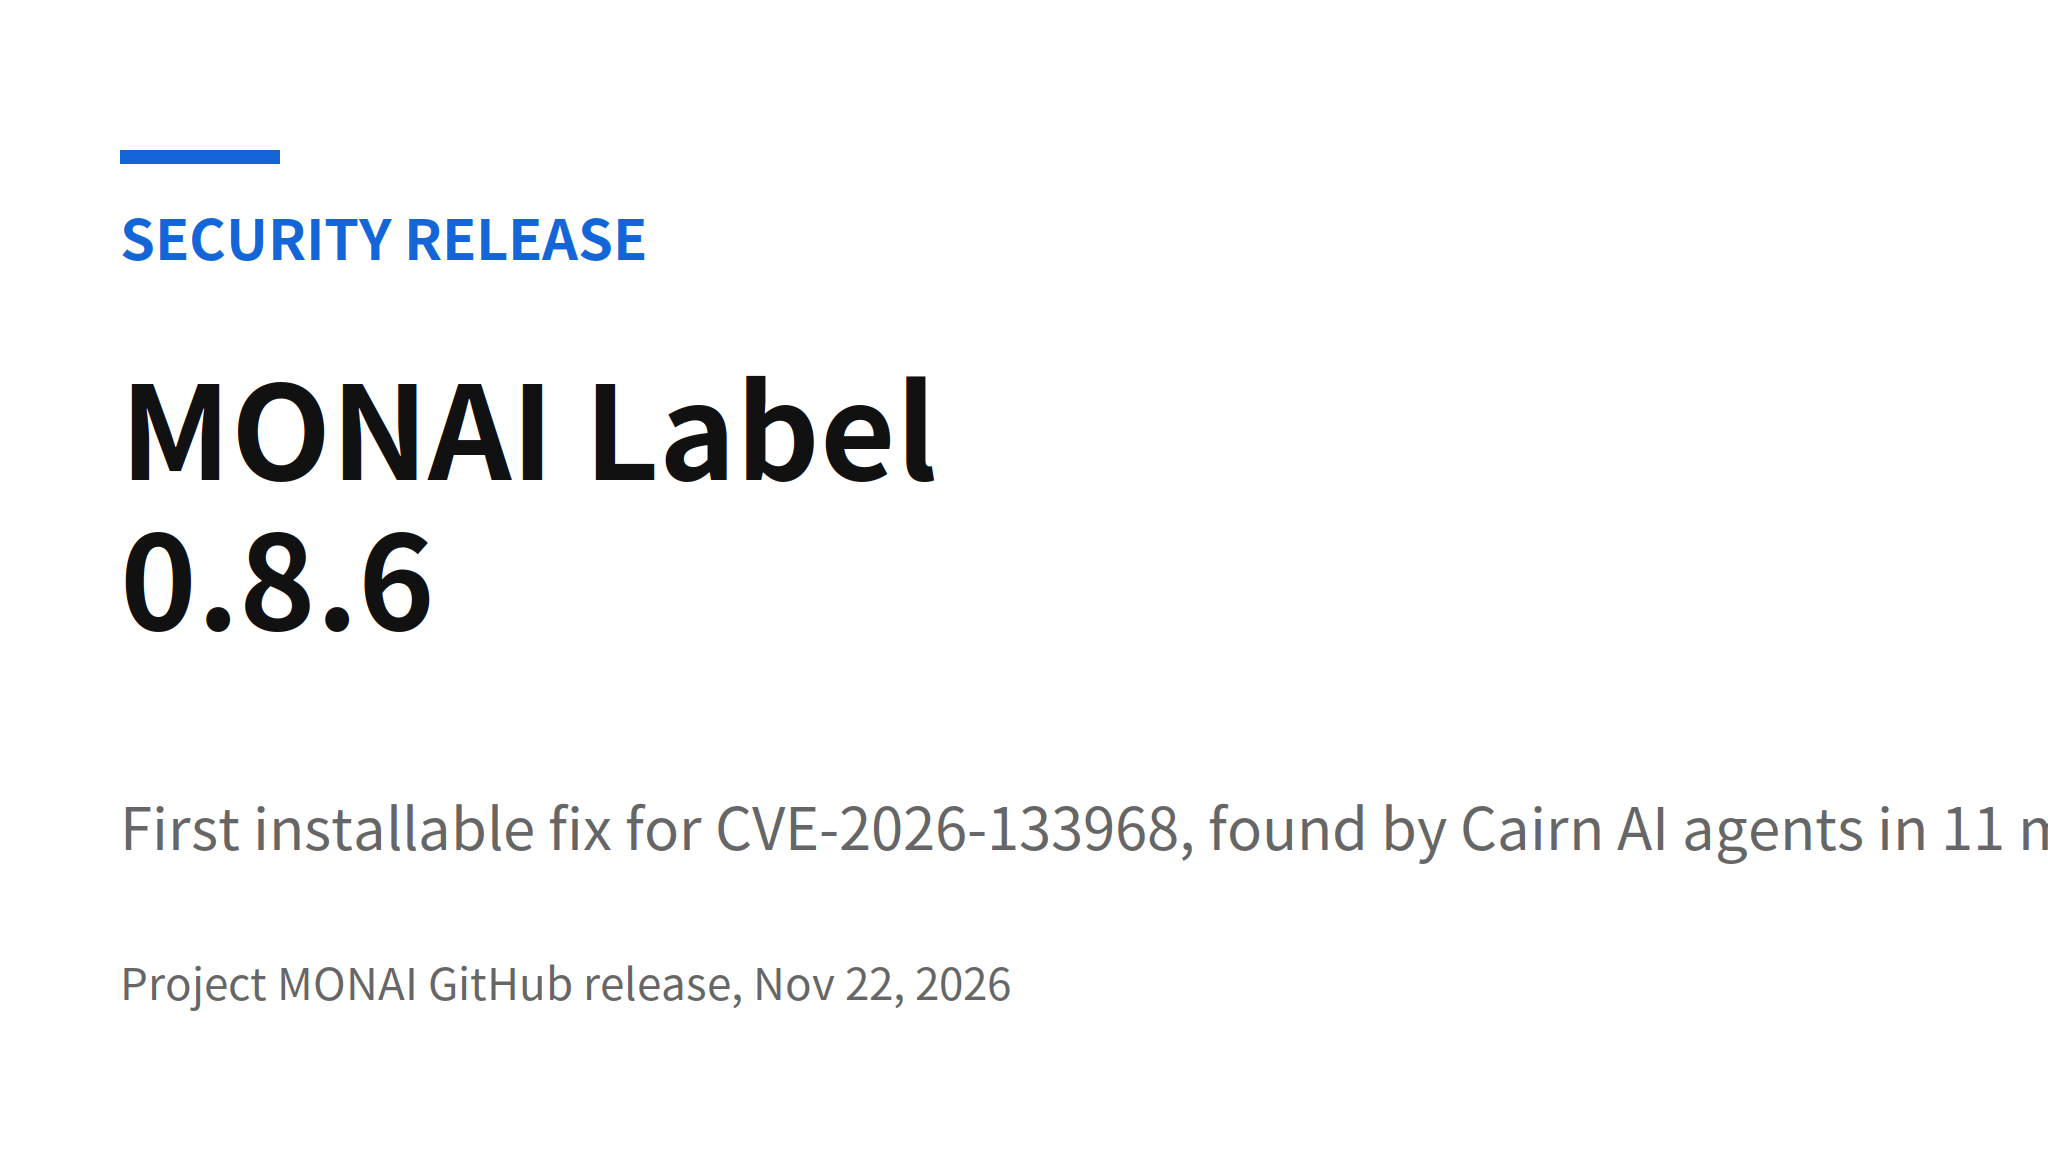 SECURITY RELEASE
MONAI Label
0.8.6
First installable fix for CVE-2026-133968, found by Cairn AI agents in 11
Project MONAI GitHub release, Nov 22, 2026